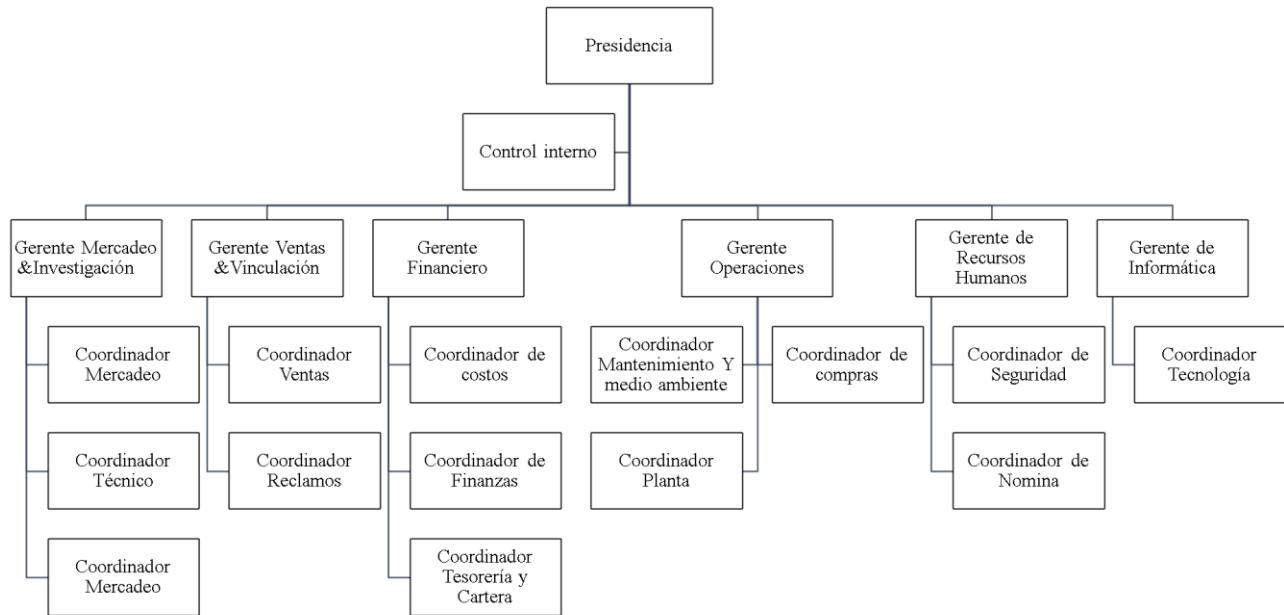 Presidencia
Control interno
Gerente Mercadeo
&Investigación
Gerente Ventas
&Vinculación
Gerente
Financiero
Gerente
Operaciones
Gerente de
Recursos
Humanos
Gerente de
Informática
Coordinador
Mercadeo
Coordinador
Ventas
Coordinador de
costos
Coordinador
Mantenimiento Y
medio ambiente
Coordinador de
compras
Coordinador de
Seguridad
Coordinador
Tecnología
Coordinador
Técnico
Coordinador
Reclamos
Coordinador de
Finanzas
Coordinador
Planta
Coordinador de
Nomina
Coordinador
Mercadeo
Coordinador
Tesorería y
Cartera